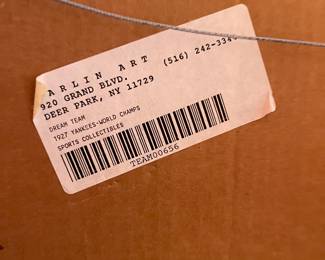 ARLIN ART (516) 242-334
920 GRAND BLVD.
DEER PARK, NY 11729
DREAM TEAM
1927 YANKEES-WORLD CHAMPS
SPORTS COLLECTIBLES
TEAM00656